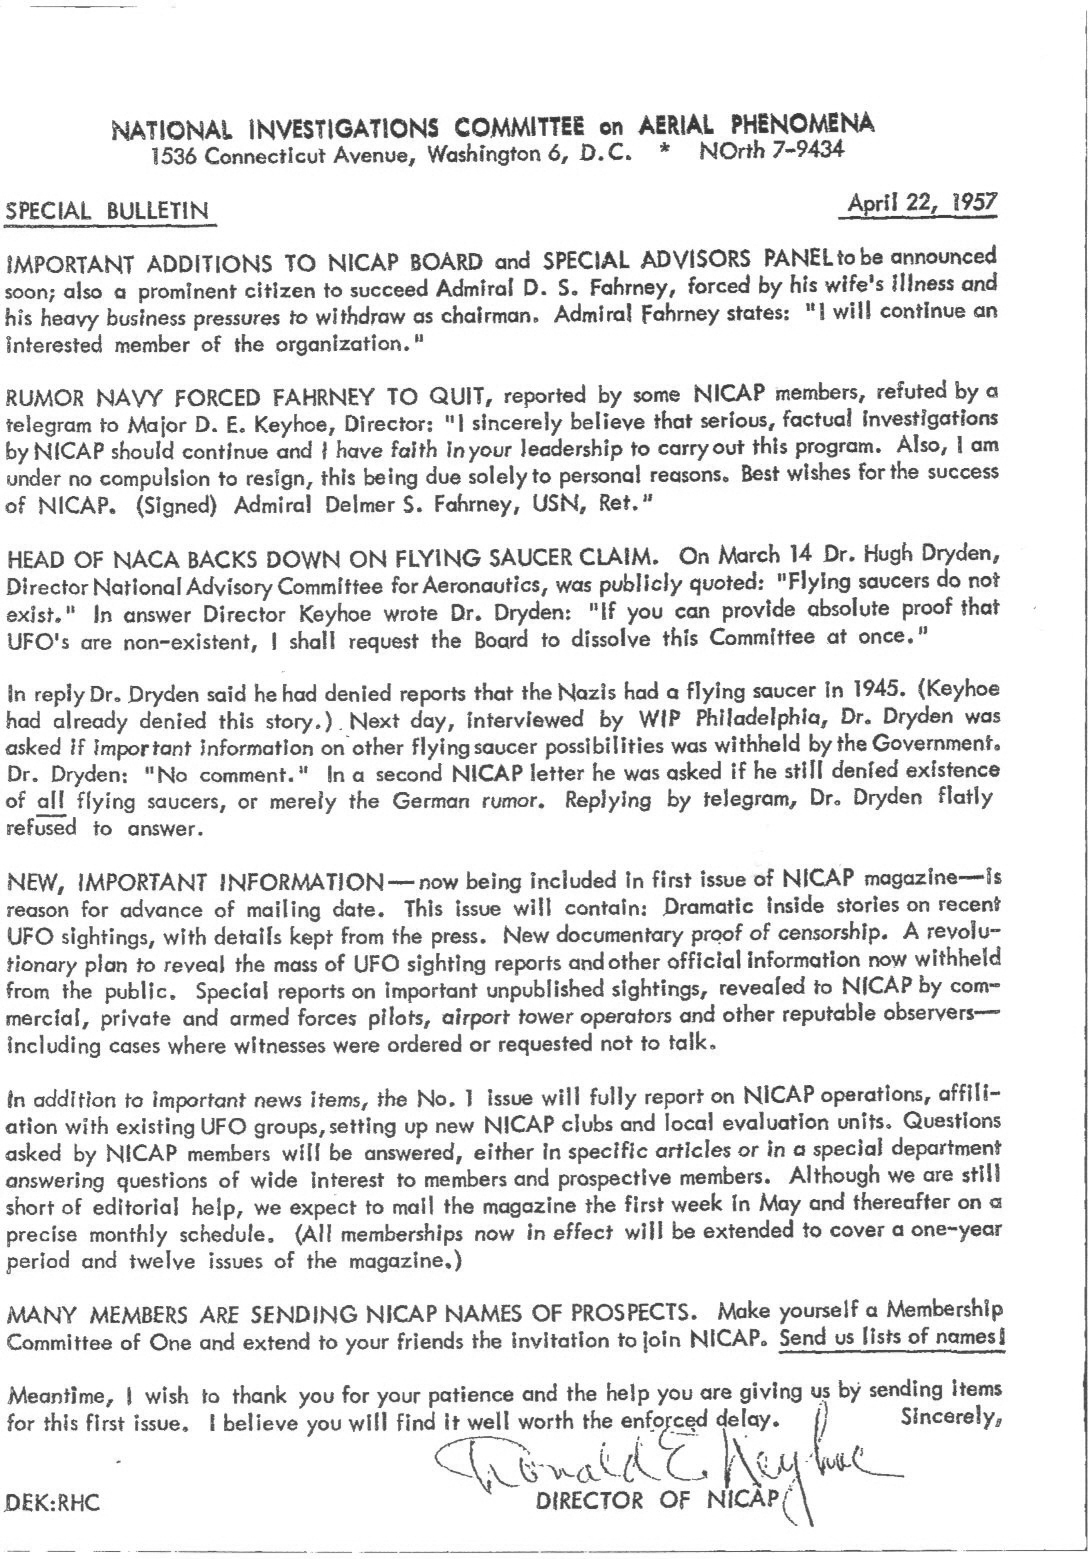 NATIONAL INVESTIGATIONS COMMITTEE on AERIAL PHENOMENA
1536 Connecticut Avenue, Washington 6, D.C. * NOrth 7-9434
SPECIAL BULLETIN April 22, 1957
IMPORTANT ADDITIONS TO NICAP BOARD and SPECIAL ADVISORS PANEL to be announced
soon; also a prominent citizen to succeed Admiral D. S. Fahrney, forced by his wife's illness and
his heavy business pressures to withdraw as chairman. Admiral Fahrney states: "I will continue an
interested member of the organization."
RUMOR NAVY FORCED FAHRNEY TO QUIT, reported by some NICAP members, refuted by a
telegram to Major D. E. Keyhoe, Director: "I sincerely believe that serious, factual investigations
by NICAP should continue and I have faith in your leadership to carry out this program. Also, I am
under no compulsion to resign, this being due solely to personal reasons. Best wishes for the success
of NICAP. (Signed) Admiral Delmer S. Fahrney, USN, Ret."
HEAD OF NACA BACKS DOWN ON FLYING SAUCER CLAIM. On March 14 Dr. Hugh Dryden,
Director National Advisory Committee for Aeronautics, was publicly quoted: "Flying saucers do not
exist." In answer Director Keyhoe wrote Dr. Dryden: "If you can provide absolute proof that
UFO's are non-existent, I shall request the Board to dissolve this Committee at once."
In reply Dr. Dryden said he had denied reports that the Nazis had a flying saucer in 1945. (Keyhoe
had already denied this story.) Next day, interviewed by WIP Philadelphia, Dr. Dryden was
asked if important information on other flying saucer possibilities was withheld by the Government.
Dr. Dryden: "No comment." In a second NICAP letter he was asked if he still denied existence
of all flying saucers, or merely the German rumor. Replying by telegram, Dr. Dryden flatly
refused to answer.
NEW, IMPORTANT INFORMATION—now being included in first issue of NICAP magazine—is
reason for advance of mailing date. This issue will contain: Dramatic inside stories on recent
UFO sightings, with details kept from the press. New documentary proof of censorship. A revolu-
tionary plan to reveal the mass of UFO sighting reports and other official information now withheld
from the public. Special reports on important unpublished sightings, revealed to NICAP by com-
mercial, private and armed forces pilots, airport tower operators and other reputable observers—
including cases where witnesses were ordered or requested not to talk.
In addition to important news items, the No. 1 issue will fully report on NICAP operations, affili-
ation with existing UFO groups, setting up new NICAP clubs and local evaluation units. Questions
asked by NICAP members will be answered, either in specific articles or in a special department
answering questions of wide interest to members and prospective members. Although we are still
short of editorial help, we expect to mail the magazine the first week in May and thereafter on a
precise monthly schedule. (All memberships now in effect will be extended to cover a one-year
period and twelve issues of the magazine.)
MANY MEMBERS ARE SENDING NICAP NAMES OF PROSPECTS. Make yourself a Membership
Committee of One and extend to your friends the invitation to join NICAP. Send us lists of names!
Meantime, I wish to thank you for your patience and the help you are giving us by sending items
for this first issue. I believe you will find it well worth the enforced delay. Sincerely,
Donald E. Keyhoe
DIRECTOR OF NICAP
DEK:RHC